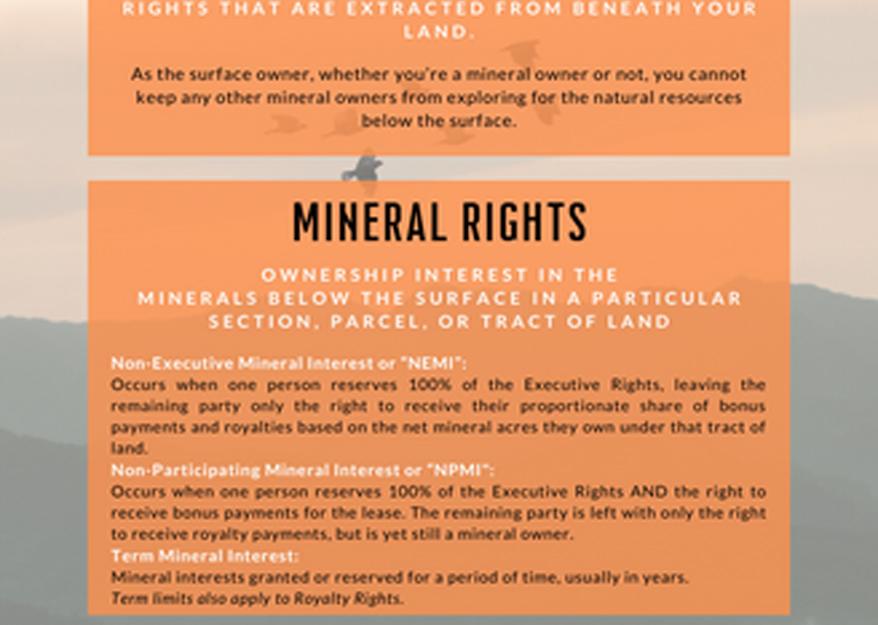 RIGHTS THAT ARE EXTRACTED FROM BENEATH YOUR
LAND.
As the surface owner, whether you're a mineral owner or not, you cannot
keep any other mineral owners from exploring for the natural resources
below the surface.
MINERAL RIGHTS
OWNERSHIP INTEREST IN THE
MINERALS BELOW THE SURFACE IN A PARTICULAR
SECTION, PARCEL, OR TRACT OF LAND
Non-Executive Mineral Interest or "NEMI":
Occurs when one person reserves 100% of the Executive Rights, leaving the
remaining party only the right to receive their proportionate share of bonus
payments and royalties based on the net mineral acres they own under that tract of
land.
Non-Participating Mineral Interest or "NPMI":
Occurs when one person reserves 100% of the Executive Rights AND the right to
receive bonus payments for the lease. The remaining party is left with only the right
to receive royalty payments, but is yet still a mineral owner.
Term Mineral Interest:
Mineral interests granted or reserved for a period of time, usually in years.
Term limits also apply to Royalty Rights.